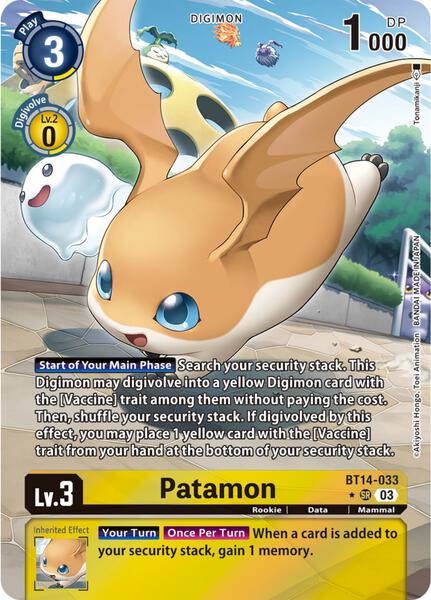 Play
3
DIGIMON
DP
1000
Digivolve
Lv.2
0
Tonamikanji
©Akiyoshi Hongo, Toei Animation BANDAI MADE IN JAPAN
Start of Your Main Phase Search your security stack. This
Digimon may digivolve into a yellow Digimon card with
the [Vaccine] trait among them without paying the cost.
Then, shuffle your security stack. If digivolved by this
effect, you may place 1 yellow card with the [Vaccine]
trait from your hand at the bottom of your security stack.
Lv.3
Patamon
BT14-033
SR 03
Rookie | Data | Mammal
Inherited Effect
Your Turn Once Per Turn When a card is added to
your security stack, gain 1 memory.